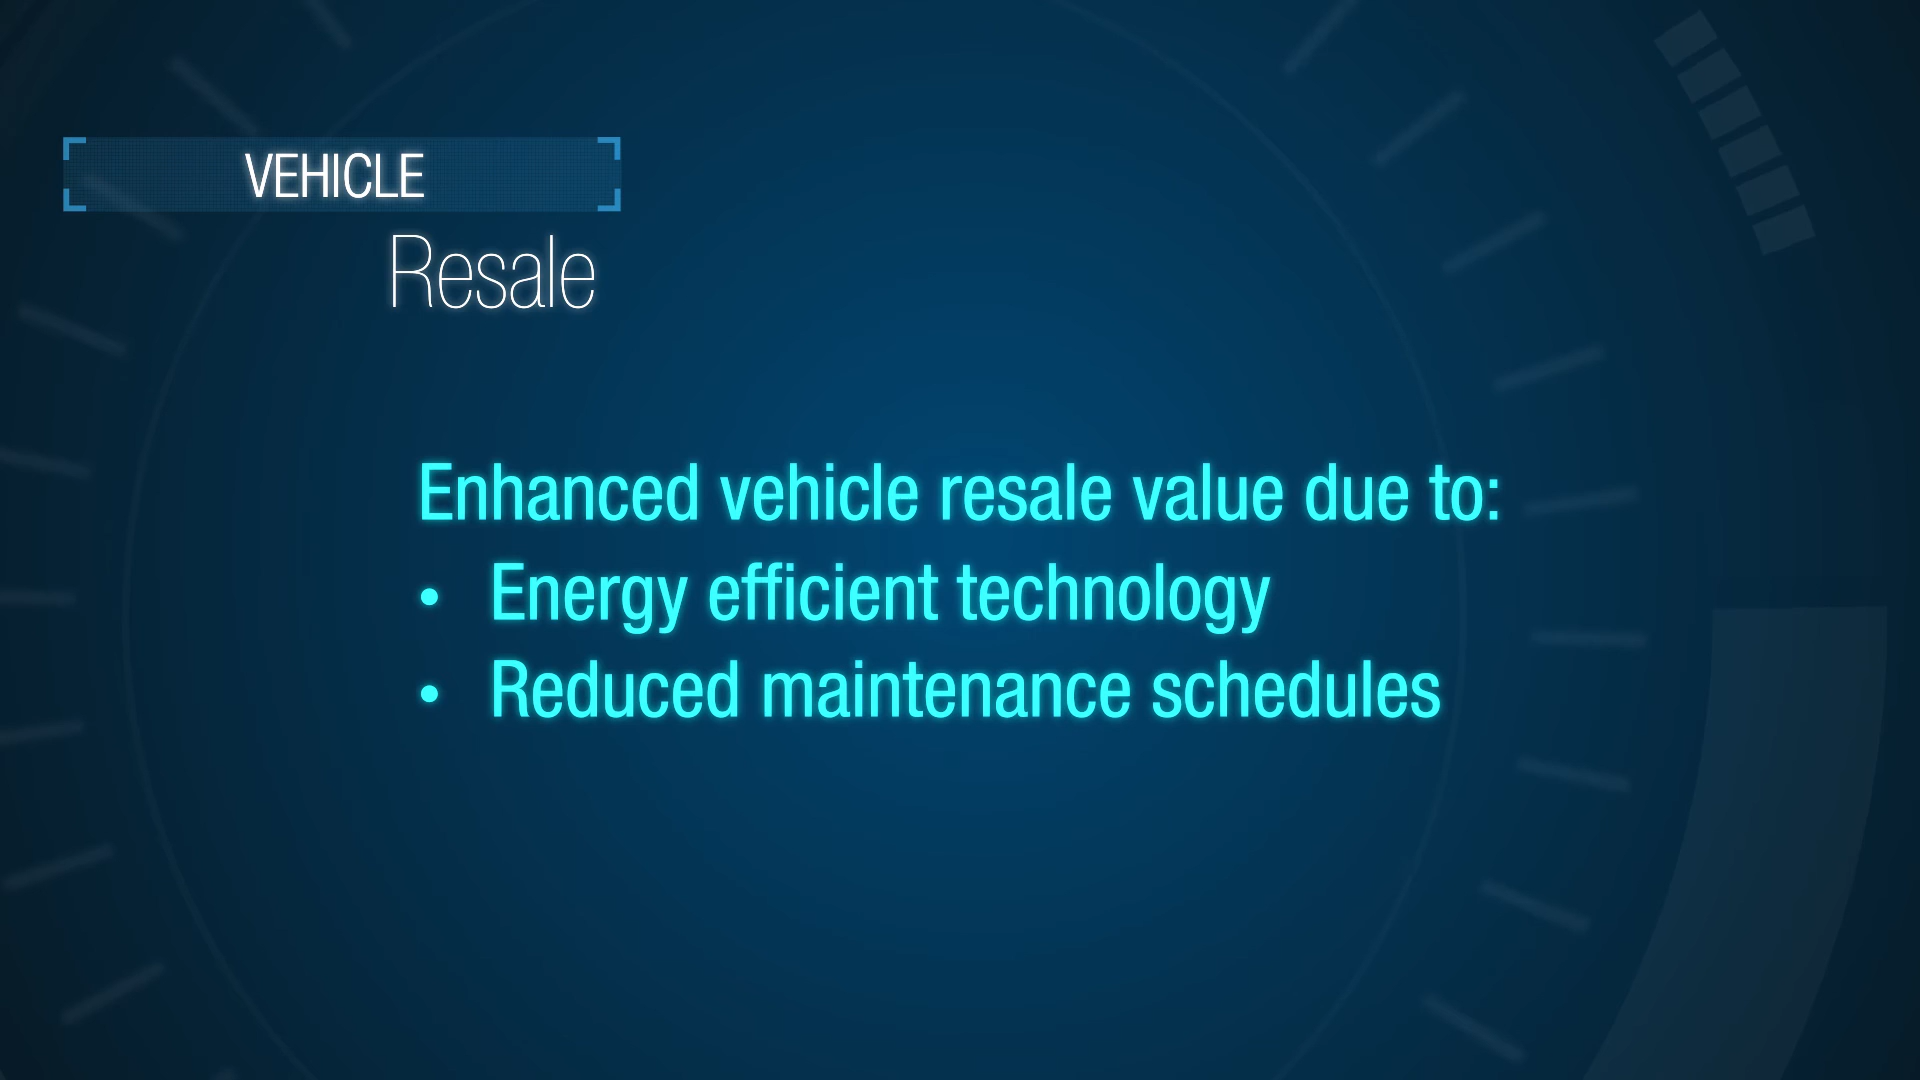 VEHICLE
Resale
Enhanced vehicle resale value due to:
• Energy efficient technology
• Reduced maintenance schedules